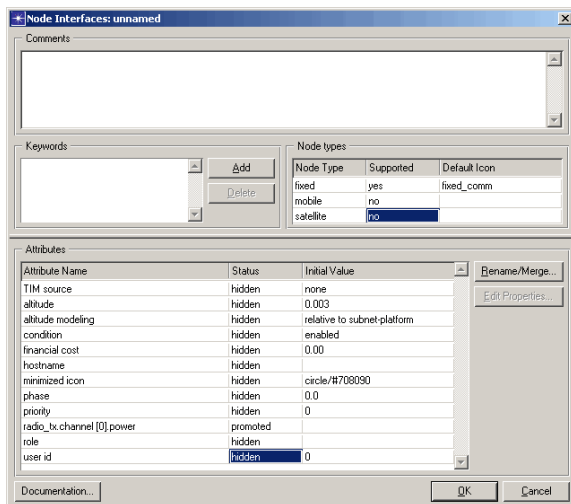 Node Interfaces: unnamed
Comments
Keywords
Add
Delete
Node types
Node Type Supported Default Icon
fixed yes fixed_comm
mobile no
satellite no
Attributes
Attribute Name Status Initial Value
TIM source hidden none
altitude hidden 0.003
altitude modeling hidden relative to subnet-platform
condition hidden enabled
financial cost hidden 0.00
hostname hidden
minimized icon hidden circle/#708090
phase hidden 0.0
priority hidden 0
radio_tx.channel [0].power promoted
role hidden
user id hidden 0
Rename/Merge...
Edit Properties...
Documentation...
OK
Cancel